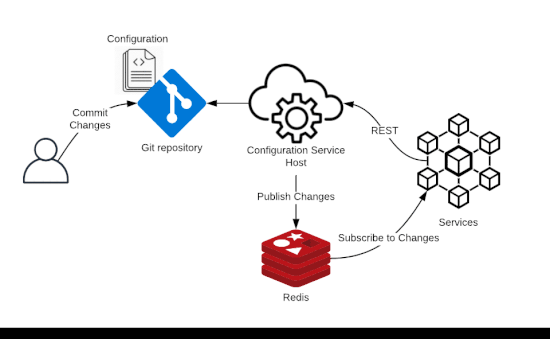 Configuration
Commit
Changes
Git repository
Configuration Service
Host
REST
Services
Publish Changes
Subscribe to Changes
Redis